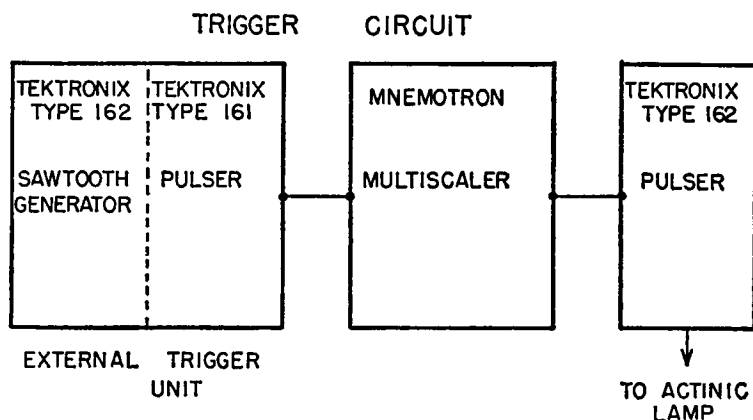 TRIGGER CIRCUIT
TEKTRONIX
TYPE 162
SAWTOOTH
GENERATOR
TEKTRONIX
TYPE 161
PULSER
MNEMOTRON
MULTISCALER
TEKTRONIX
TYPE 162
PULSER
EXTERNAL TRIGGER
UNIT
TO ACTINIC
LAMP